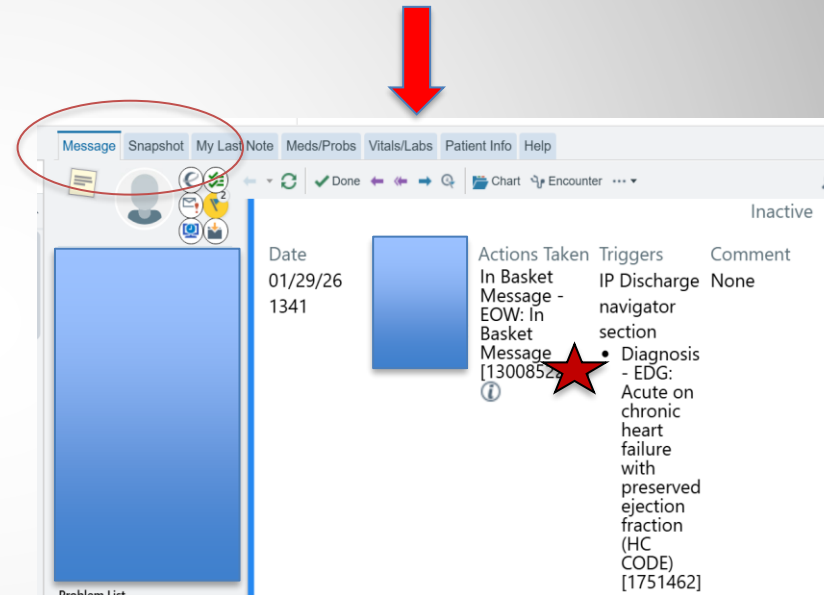 Message Snapshot My Last Note Meds/Probs Vitals/Labs Patient Info Help
2
Done Chart Encounter
Inactive
Date Actions Taken Triggers Comment
01/29/26
1341
In Basket
Message -
EOW: In
Basket
Message
IP Discharge
navigator
section
• Diagnosis
- EDG:
Acute on
chronic
heart
failure
with
preserved
ejection
fraction
(HC
CODE)
[1751462]
None
Problem List